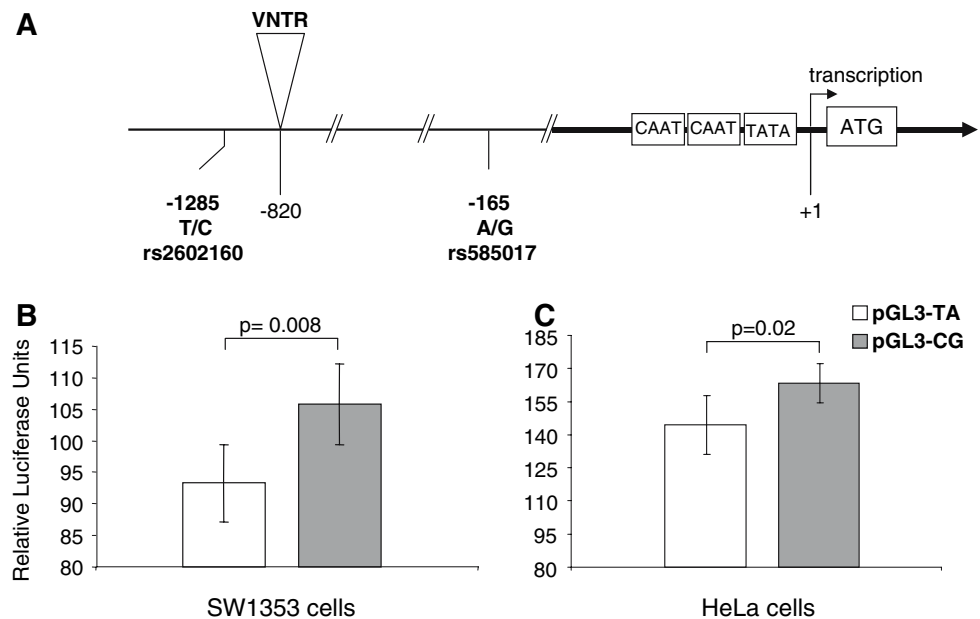 A
VNTR
transcription
CAAT CAAT TATA ATG
-1285 -820 -165 +1
T/C A/G
rs2602160 rs585017
B
p= 0.008
Relative Luciferase Units
115
110
105
100
95
90
85
80
SW1353 cells
C
pGL3-TA
pGL3-CG
p=0.02
185
170
155
140
125
110
95
80
HeLa cells